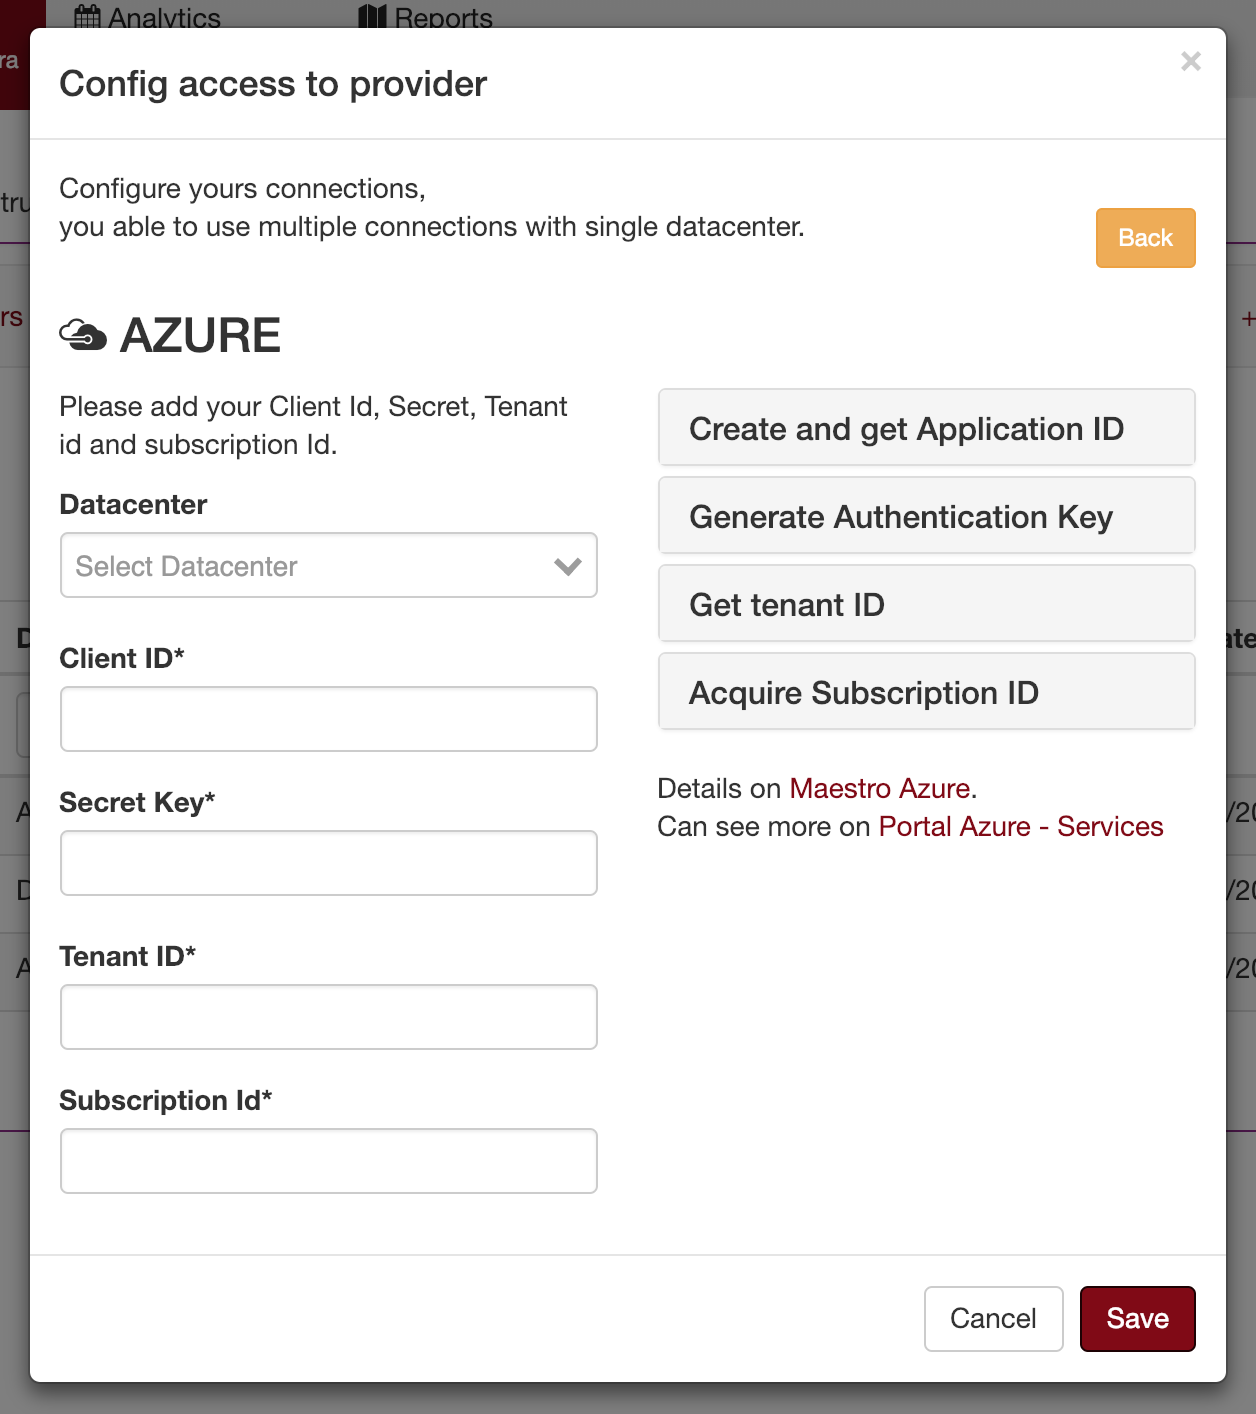 Analytics
Reports
Config access to provider
×
Configure yours connections,
you able to use multiple connections with single datacenter.
Back
AZURE
Please add your Client Id, Secret, Tenant
id and subscription Id.
Datacenter
Select Datacenter
Client ID*
Secret Key*
Tenant ID*
Subscription Id*
Create and get Application ID
Generate Authentication Key
Get tenant ID
Acquire Subscription ID
Details on Maestro Azure.
Can see more on Portal Azure - Services
Cancel
Save